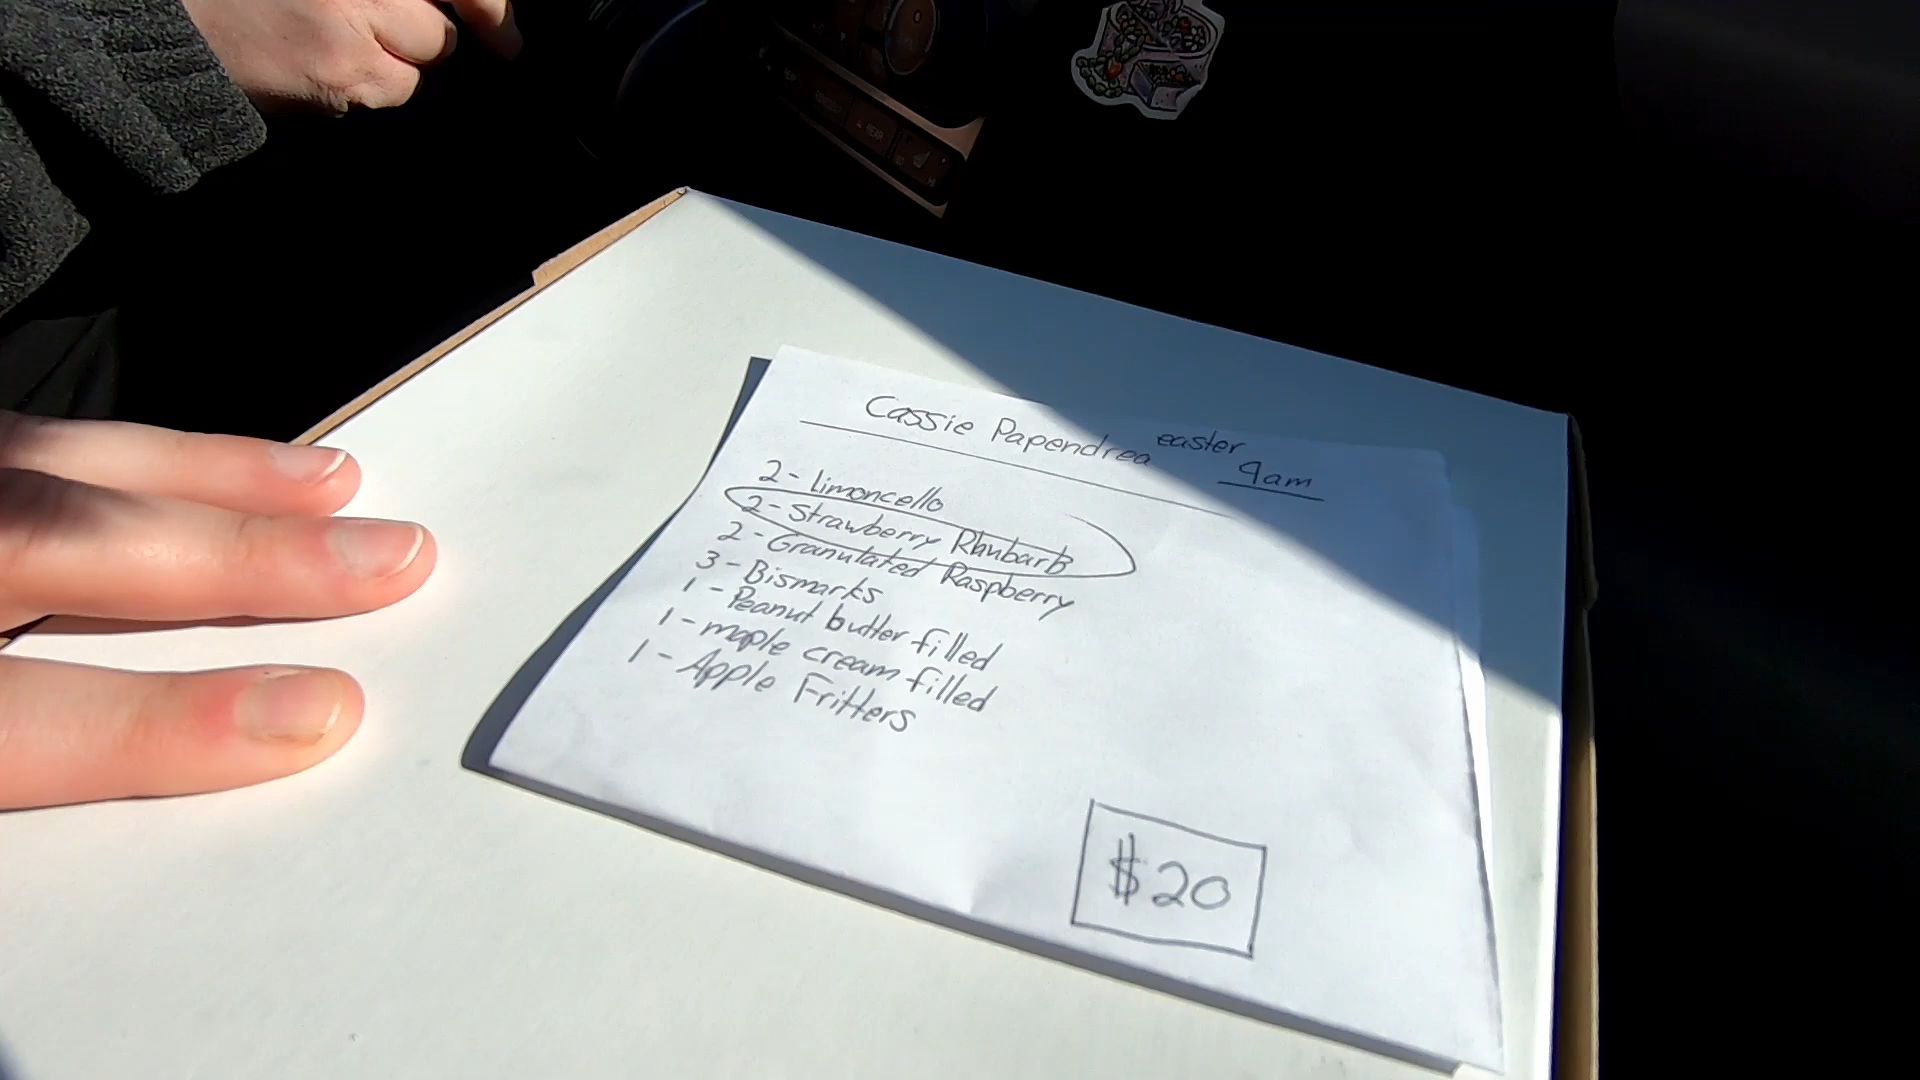 Cassie Papendrea easter
9am
2 - Limoncello
2 - Strawberry Rhubarb
2 - Granulated Raspberry
3 - Bismarks
1 - Peanut butter filled
1 - maple cream filled
1 - Apple Fritters
$20